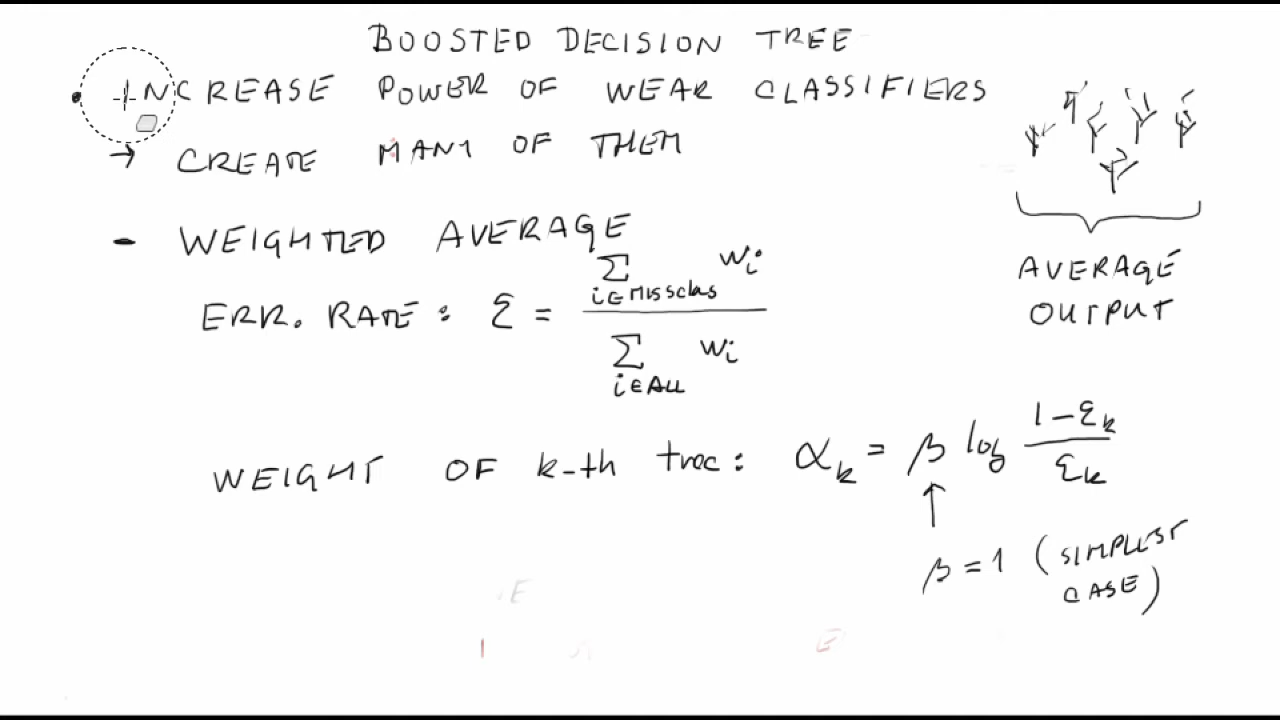 BOOSTED DECISION TREE
• INCREASE POWER OF WEAR CLASSIFIERS
→ CREATE MANY OF THEM
- WEIGHTED AVERAGE
ERR. RATE: ε = Σ i∈MISSclas wi / Σ i∈ALL wi
AVERAGE
OUTPUT
WEIGHT OF k-th tree: αk = β log (1-εk)/εk
↑
β = 1 (SIMPLEST
CASE)